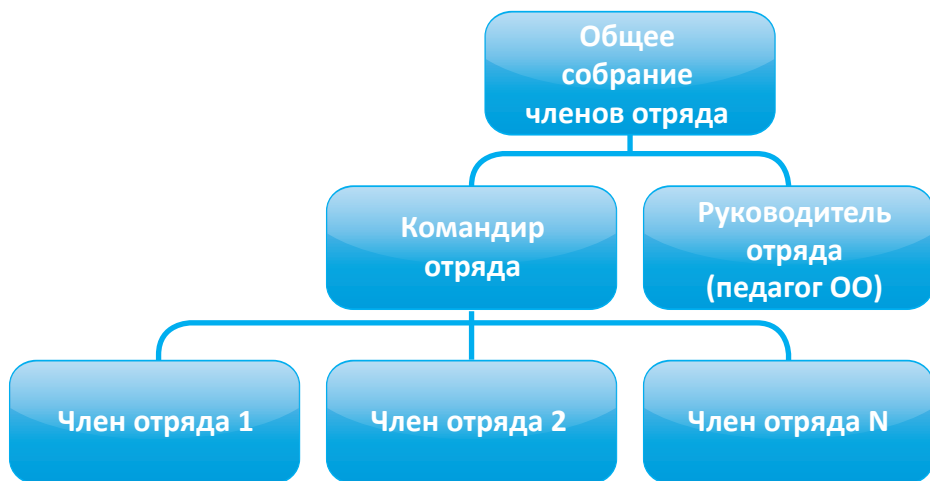 Общее
собрание
членов отряда
Командир
отряда
Руководитель
отряда
(педагог ОО)
Член отряда 1
Член отряда 2
Член отряда N